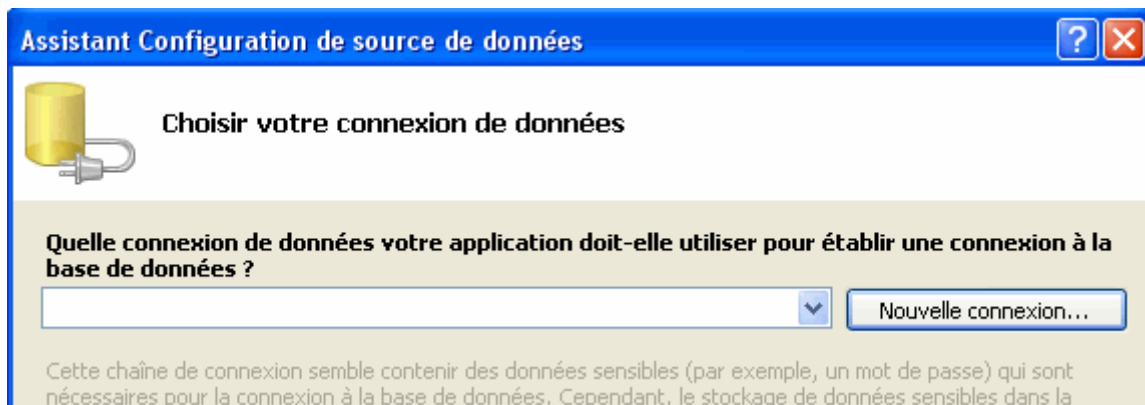 Assistant Configuration de source de données
Choisir votre connexion de données
Quelle connexion de données votre application doit-elle utiliser pour établir une connexion à la
base de données ?
Nouvelle connexion...
Cette chaîne de connexion semble contenir des données sensibles (par exemple, un mot de passe) qui sont
nécessaires pour la connexion à la base de données. Cependant, le stockage de données sensibles dans la